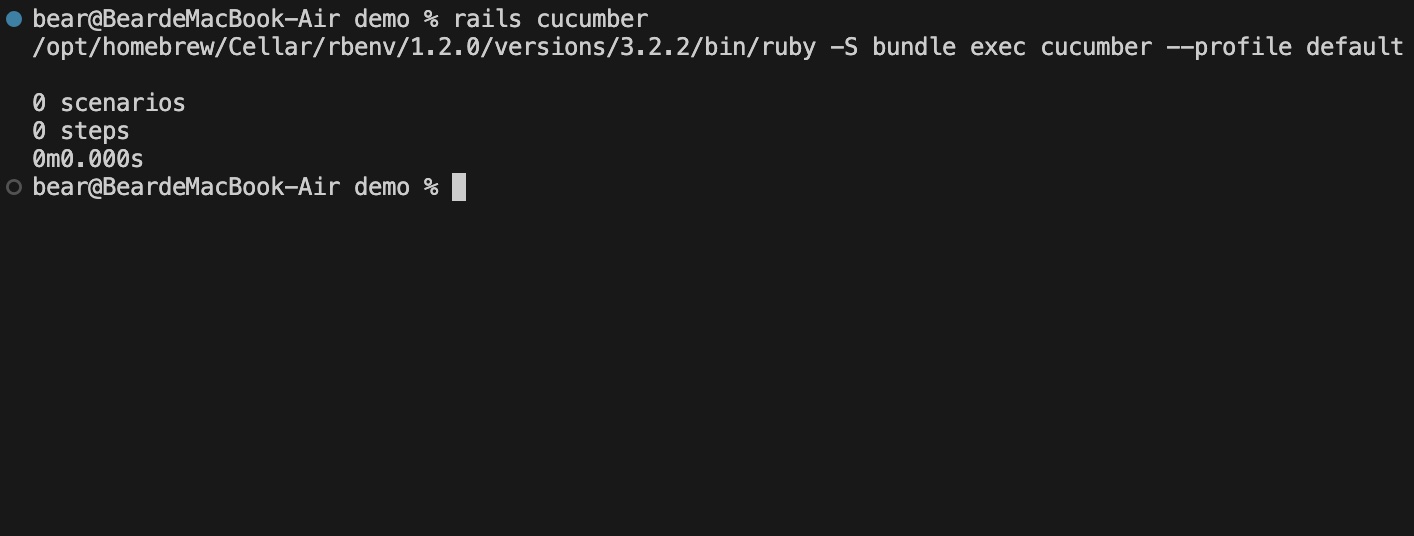 bear@BeardeMacBook-Air demo % rails cucumber
/opt/homebrew/Cellar/rbenv/1.2.0/versions/3.2.2/bin/ruby -S bundle exec cucumber --profile default
0 scenarios
0 steps
0m0.000s
bear@BeardeMacBook-Air demo %